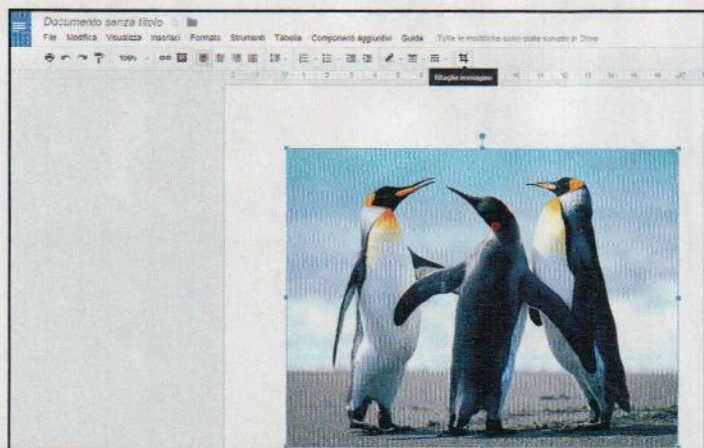 Documento senza titolo
File Modifica Visualizza Inserisci Formato Strumenti Tabella Componenti aggiuntivi Guida Tutte le modifiche sono state salvate in Drive
100%
Ritaglia immagine